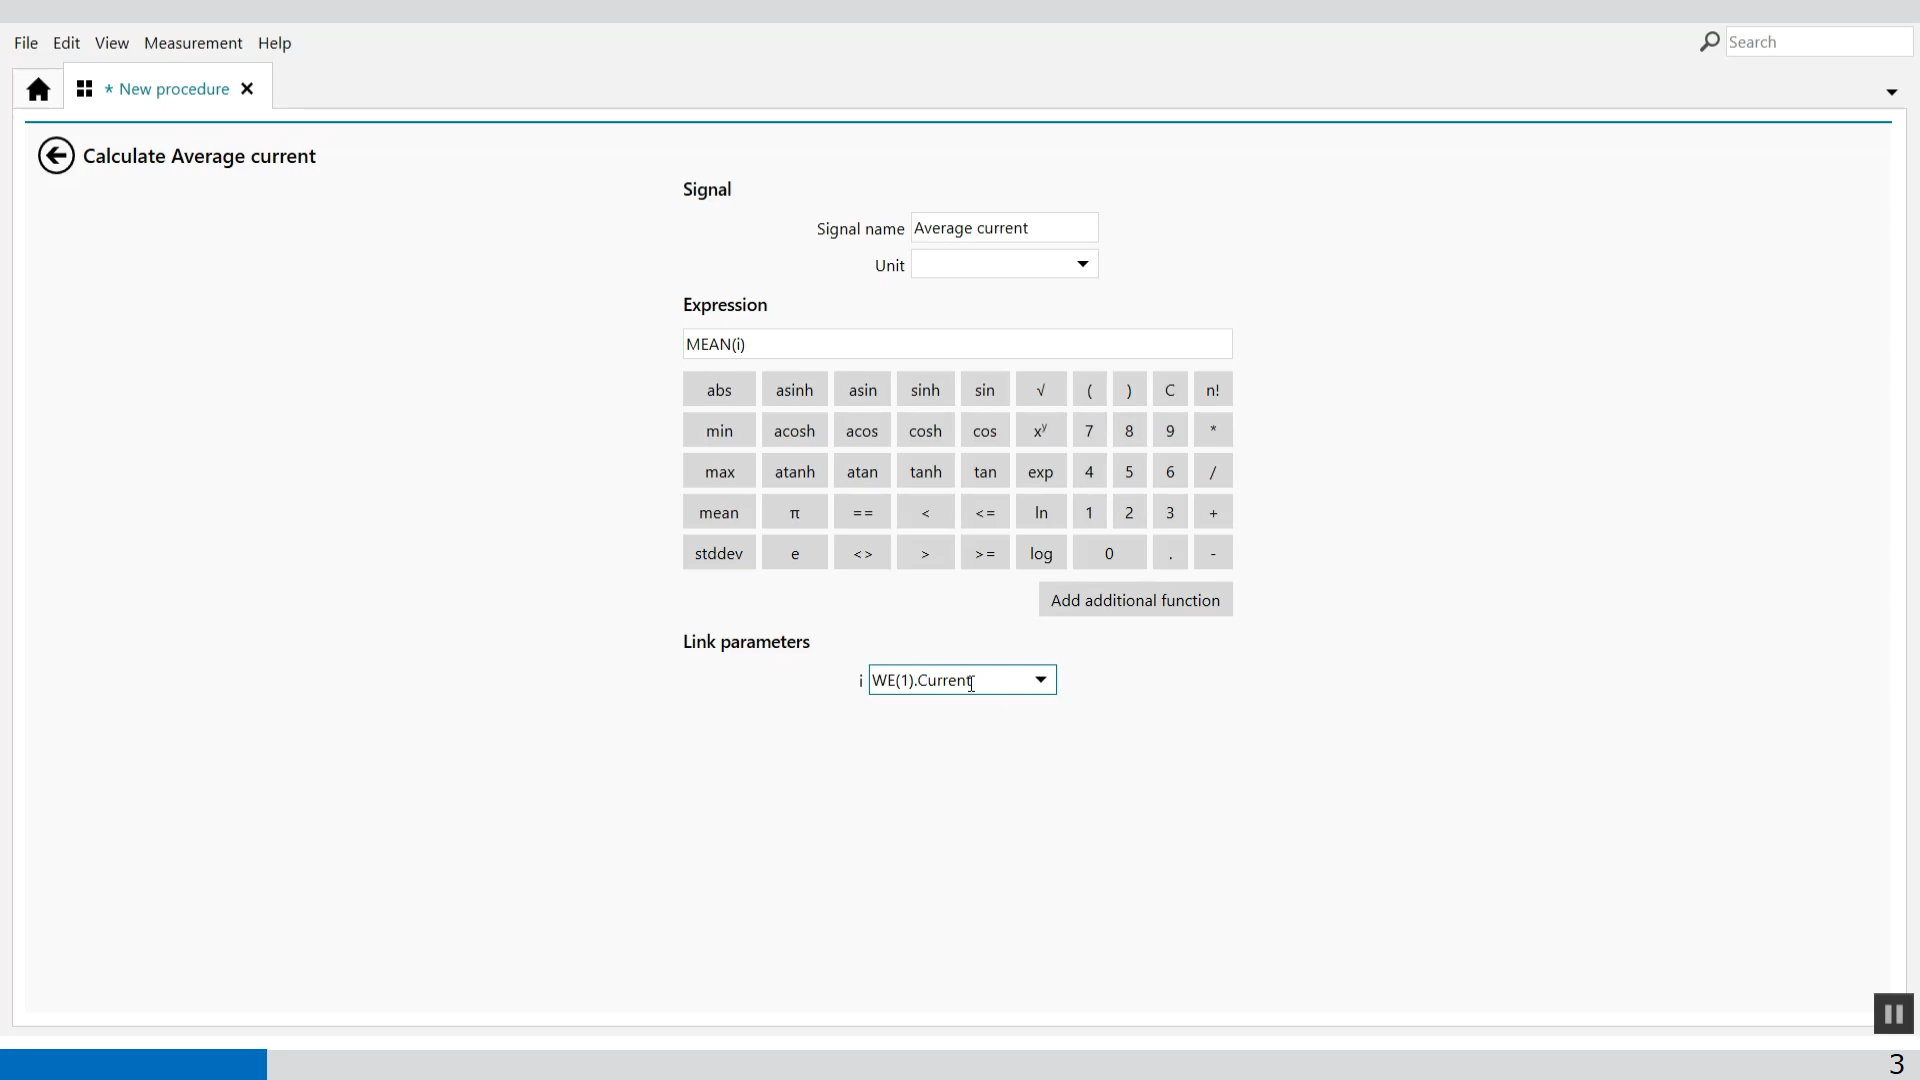 File Edit View Measurement Help Search
* New procedure
Calculate Average current
Signal
Signal name Average current
Unit
Expression
MEAN(i)
abs asinh asin sinh sin √ ( ) C n!
min acosh acos cosh cos xʸ 7 8 9 *
max atanh atan tanh tan exp 4 5 6 /
mean π == < <= ln 1 2 3 +
stddev e <> > >= log 0 . -
Add additional function
Link parameters
i WE(1).Current
3